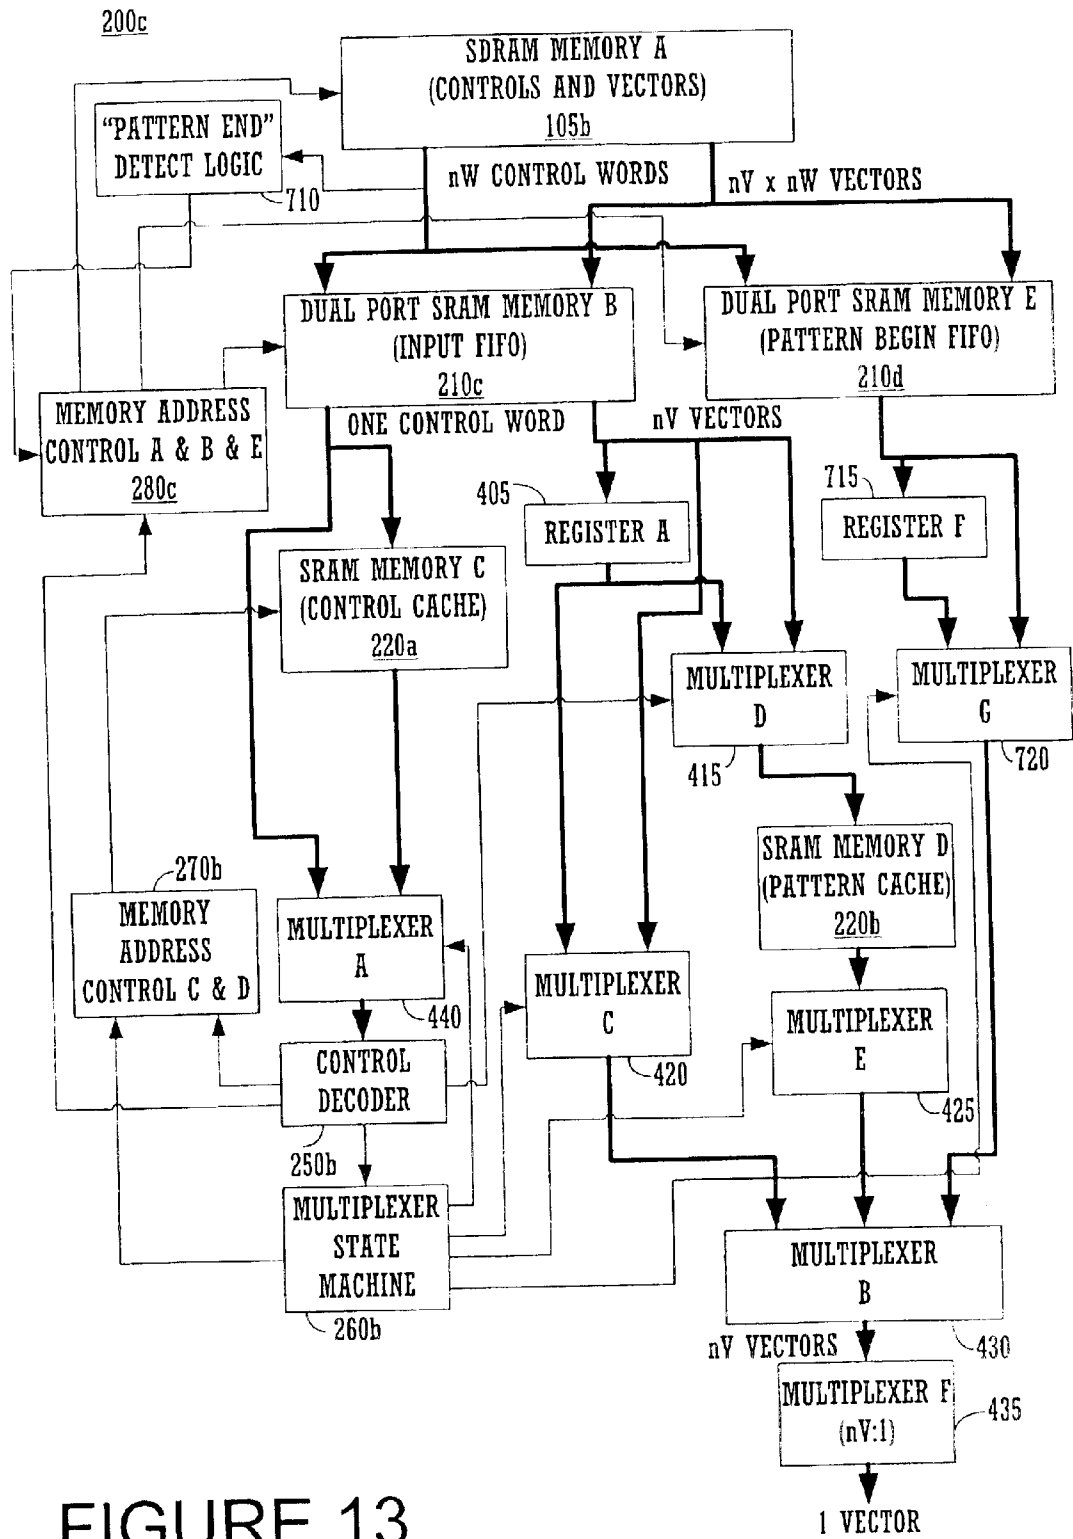 200c
SDRAM MEMORY A
(CONTROLS AND VECTORS)
105b
"PATTERN END"
DETECT LOGIC
710
nW CONTROL WORDS
nV x nW VECTORS
DUAL PORT SRAM MEMORY B
(INPUT FIFO)
210c
DUAL PORT SRAM MEMORY E
(PATTERN BEGIN FIFO)
210d
MEMORY ADDRESS
CONTROL A & B & E
280c
ONE CONTROL WORD
nV VECTORS
405
REGISTER A
715
REGISTER F
SRAM MEMORY C
(CONTROL CACHE)
220a
MULTIPLEXER
D
415
MULTIPLEXER
G
720
SRAM MEMORY D
(PATTERN CACHE)
220b
270b
MEMORY
ADDRESS
CONTROL C & D
MULTIPLEXER
A
440
MULTIPLEXER
C
420
MULTIPLEXER
E
425
CONTROL
DECODER
250b
MULTIPLEXER
STATE
MACHINE
260b
MULTIPLEXER
B
430
nV VECTORS
MULTIPLEXER F
(nV:1)
435
1 VECTOR
FIGURE 13